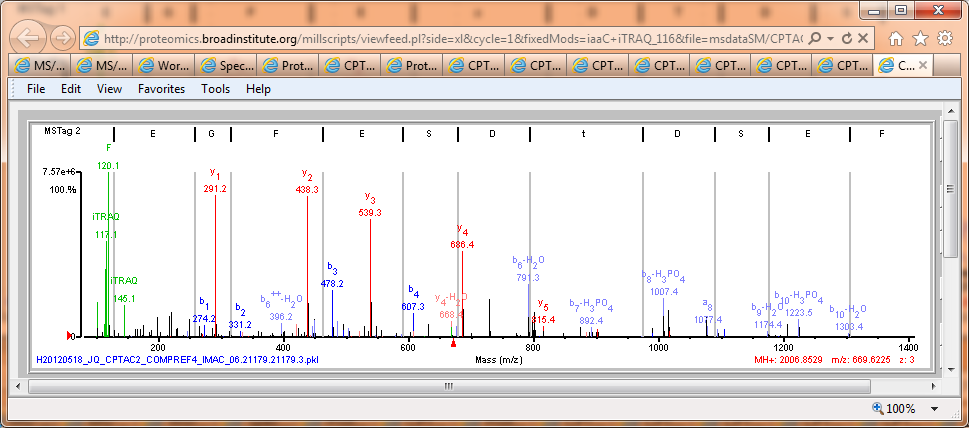 http://proteomics.broadinstitute.org/millscripts/viewfeed.pl?side=xl&cycle=1&fixedMods=iaaC+iTRAQ_116&file=msdataSM/CPTAC
MS/... MS/... Wor... Spec... Prot... CPT... Prot... CPT... CPT... CPT... CPT... CPT... CPT... CPT... C...
File Edit View Favorites Tools Help
MSTag 2
E G F E S D t D S E F
F
120.1
7.57e+6
100.%
iTRAQ
117.1
iTRAQ
145.1
b1
274.2
y1
291.2
b2
331.2
b6++-H2O
396.2
y2
438.3
b3
478.2
y3
539.3
b4
607.3
y4-H2O
668.4
y4
686.4
b6-H2O
791.3
y5
815.4
b7-H3PO4
892.4
b8-H3PO4
1007.4
a8
1077.4
b9-H2O
1174.4
b10-H3PO4
1223.5
b10-H2O
1303.4
200 400 600 800 1000 1200 1400
H20120518_JQ_CPTAC2_COMPREF4_IMAC_06.21179.21179.3.pkl
Mass (m/z)
MH+: 2006.8529 m/z: 669.6225 z: 3
100%